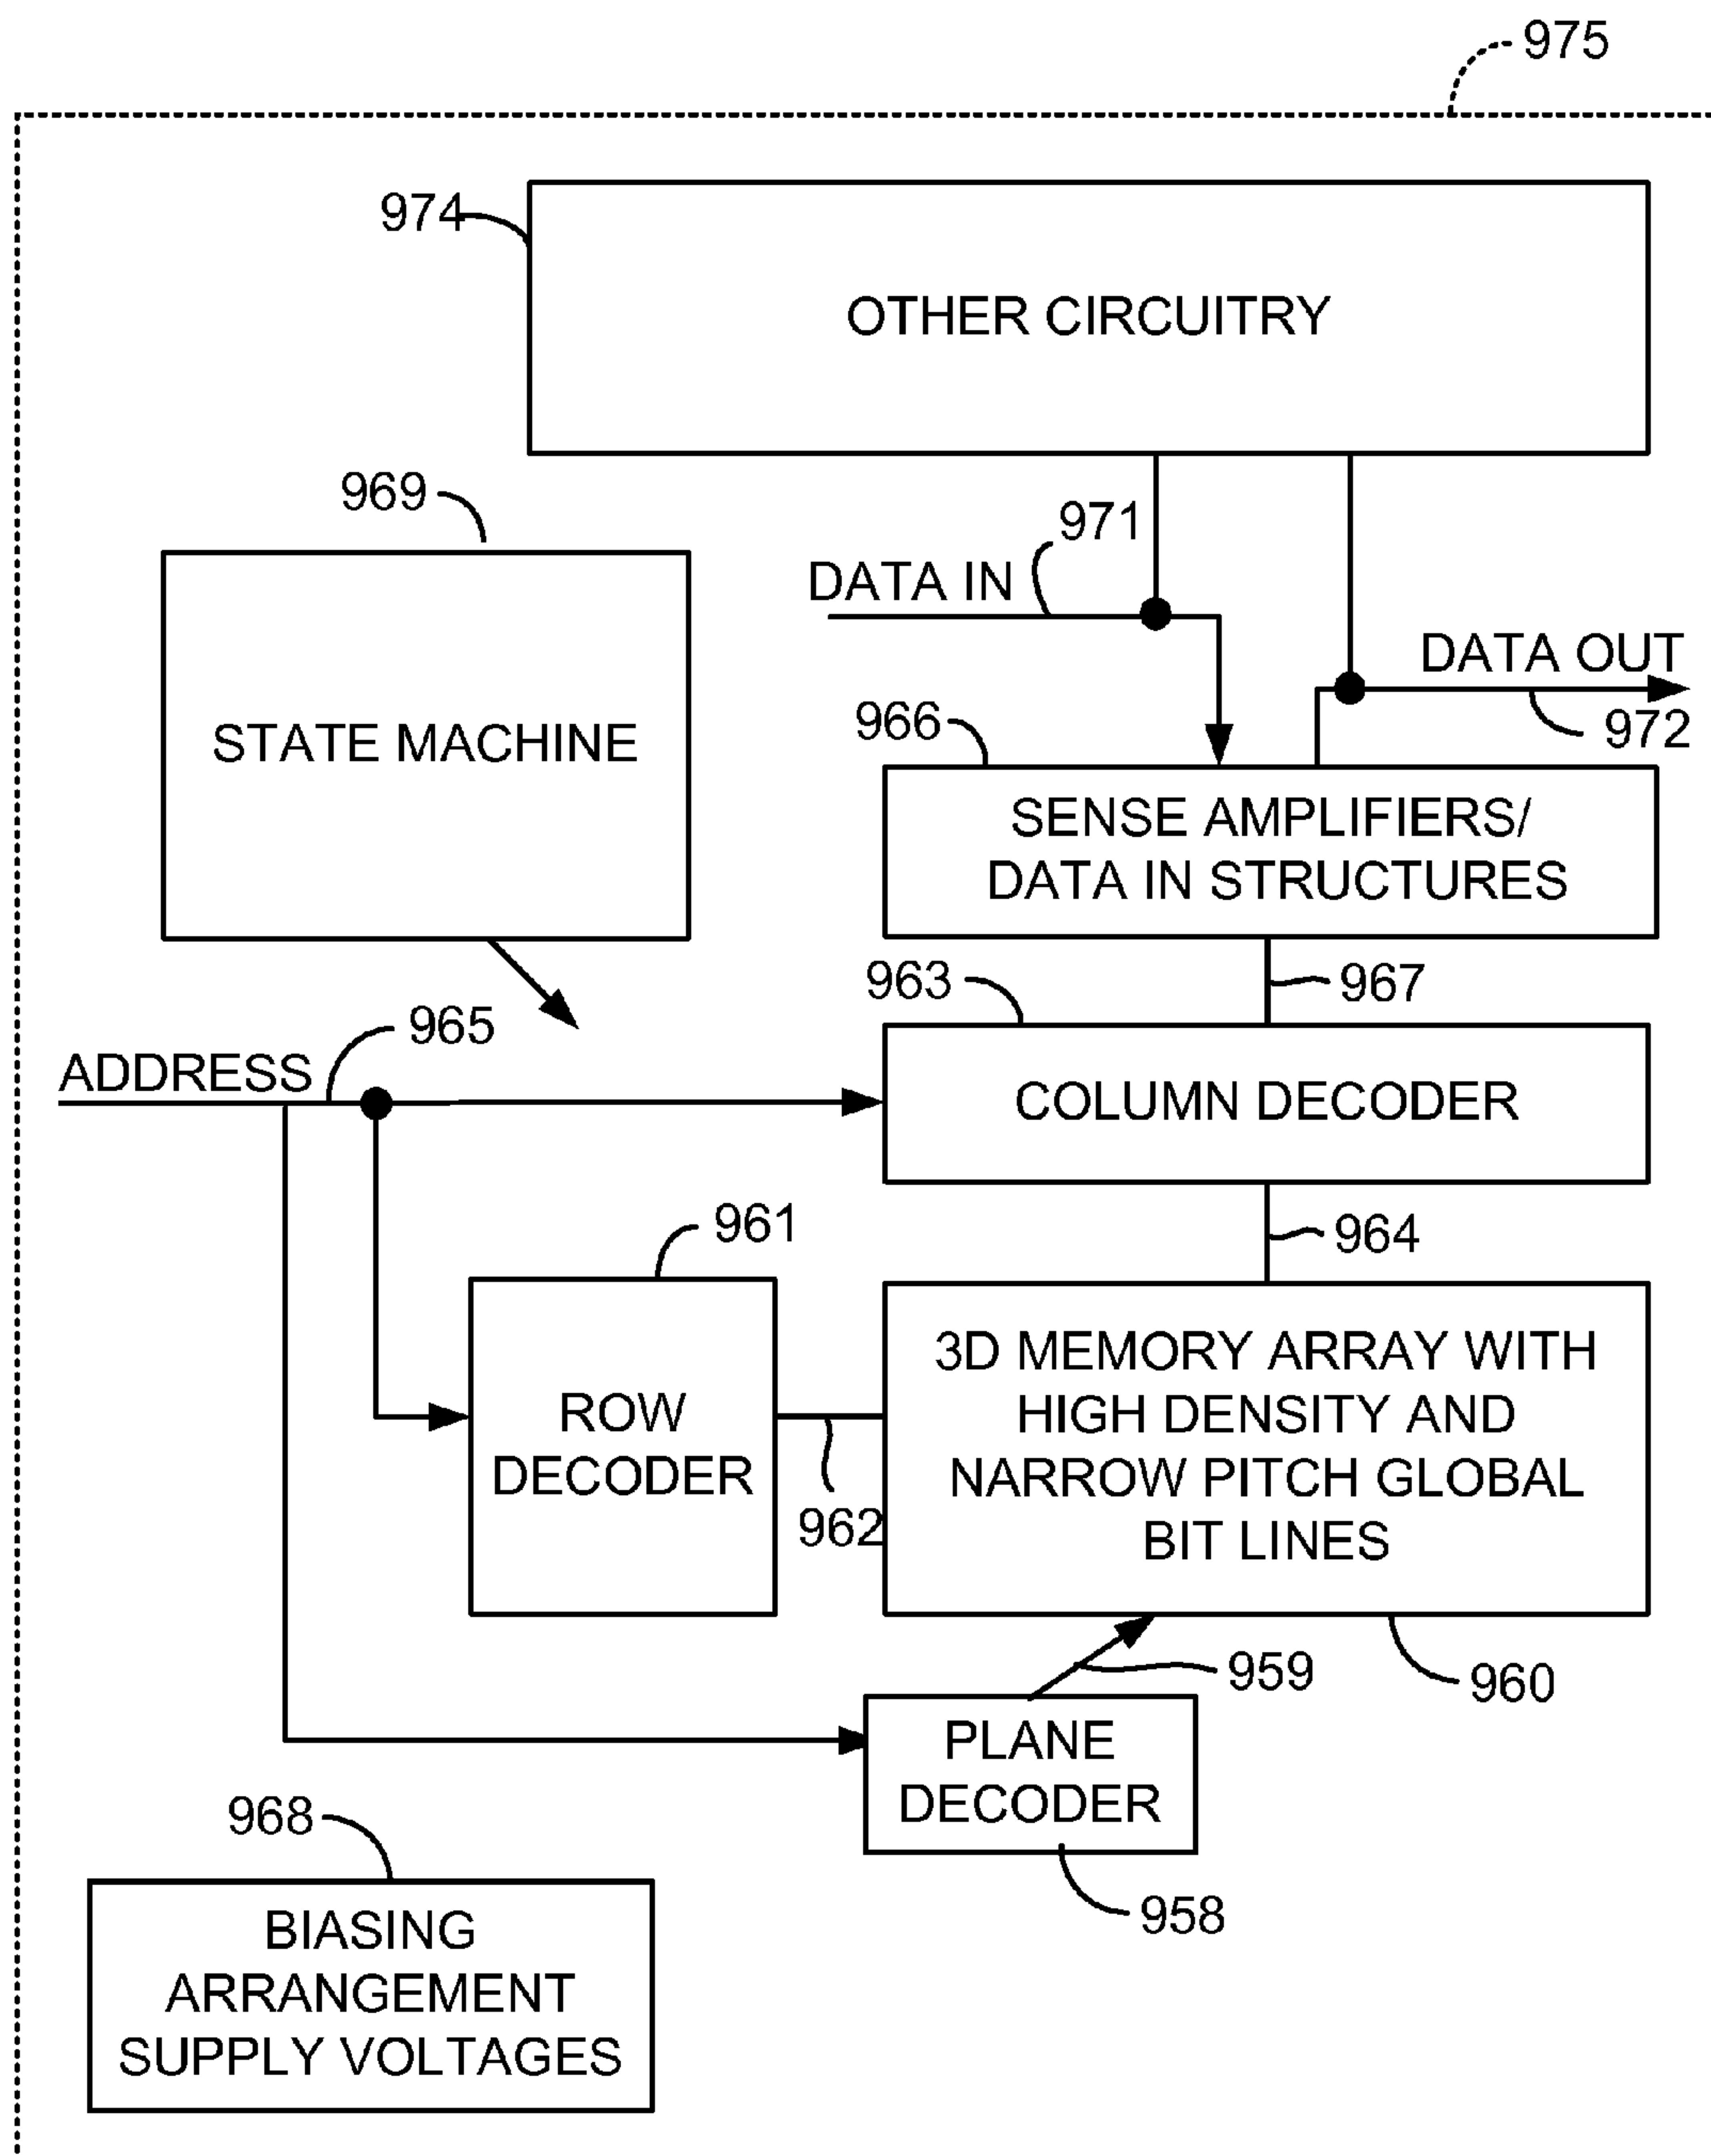 975
974
OTHER CIRCUITRY
969
971
DATA IN
DATA OUT
972
STATE MACHINE
966
SENSE AMPLIFIERS/
DATA IN STRUCTURES
963
967
965
ADDRESS
COLUMN DECODER
961
964
ROW
DECODER
962
3D MEMORY ARRAY WITH
HIGH DENSITY AND
NARROW PITCH GLOBAL
BIT LINES
959
960
PLANE
DECODER
958
968
BIASING
ARRANGEMENT
SUPPLY VOLTAGES